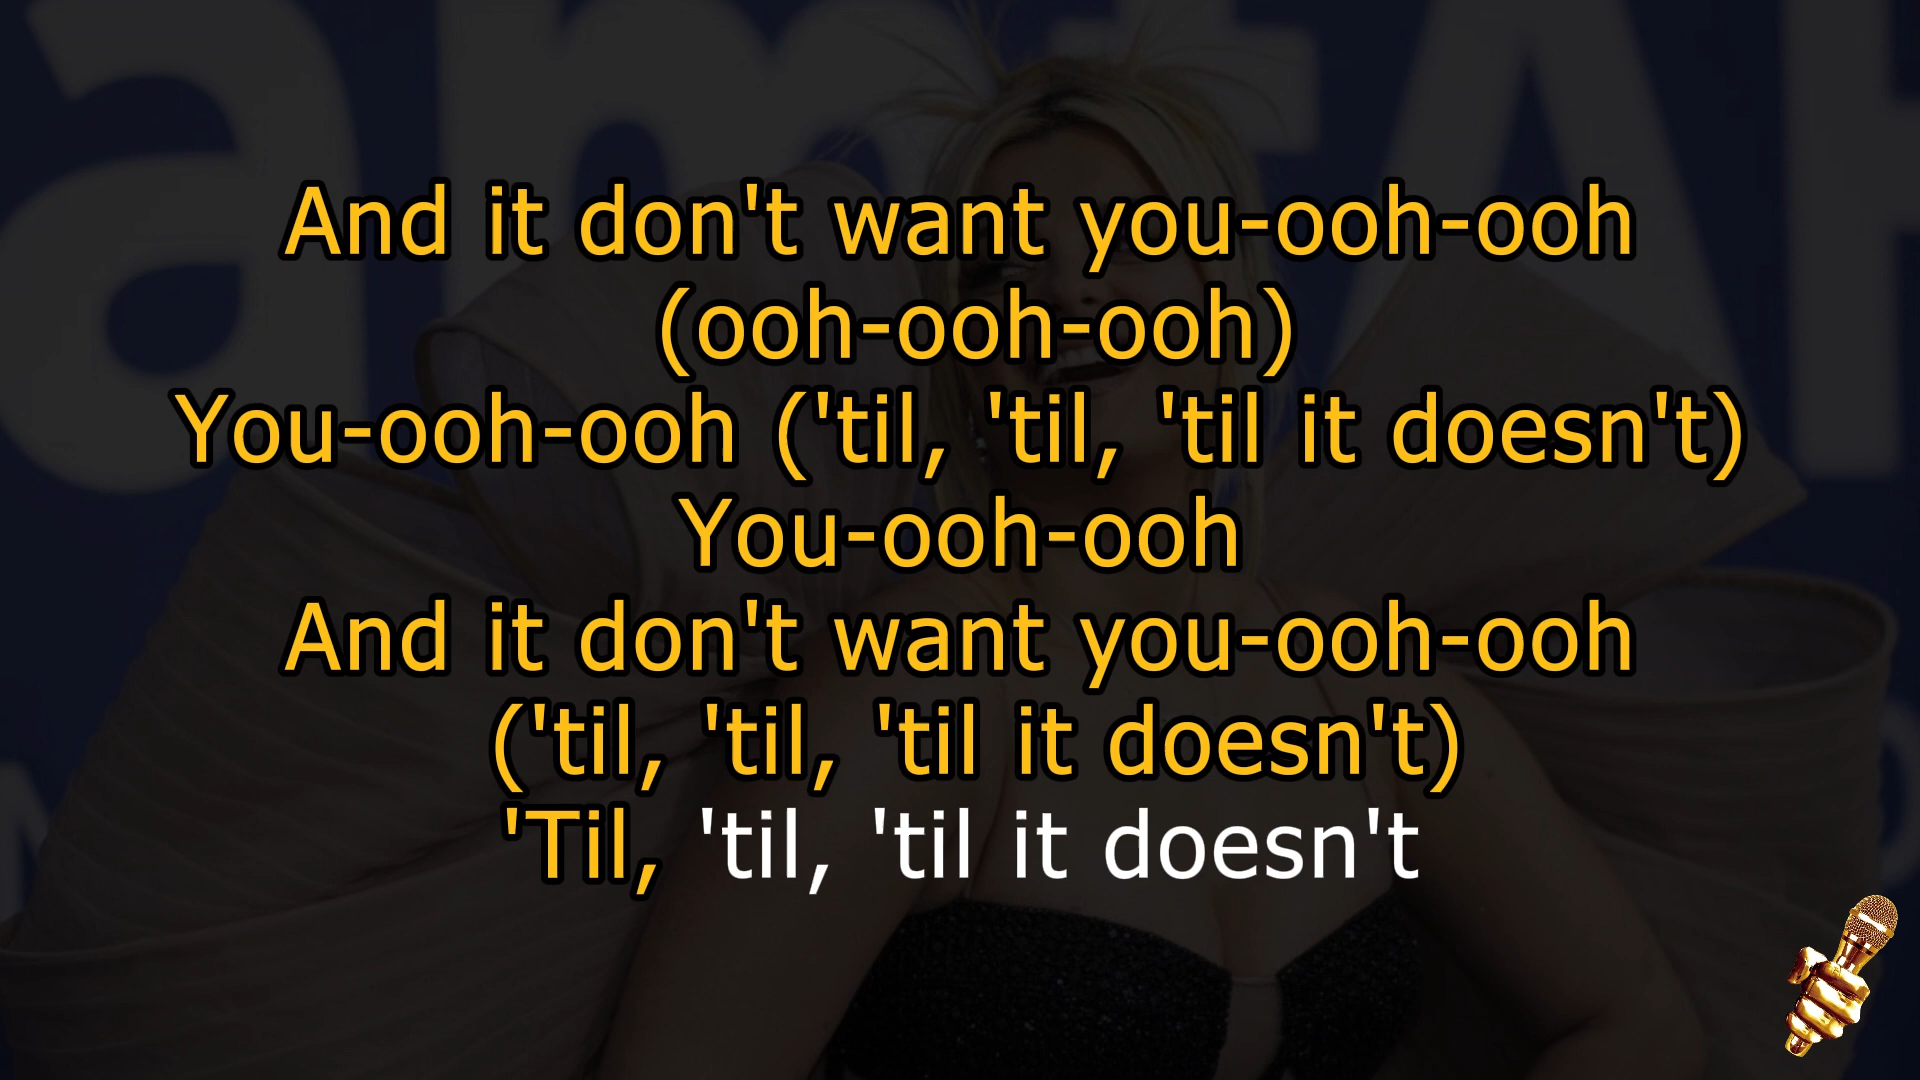 And it don't want you-ooh-ooh
(ooh-ooh-ooh)
You-ooh-ooh ('til, 'til, 'til it doesn't)
You-ooh-ooh
And it don't want you-ooh-ooh
('til, 'til, 'til it doesn't)
'Til, 'til, 'til it doesn't